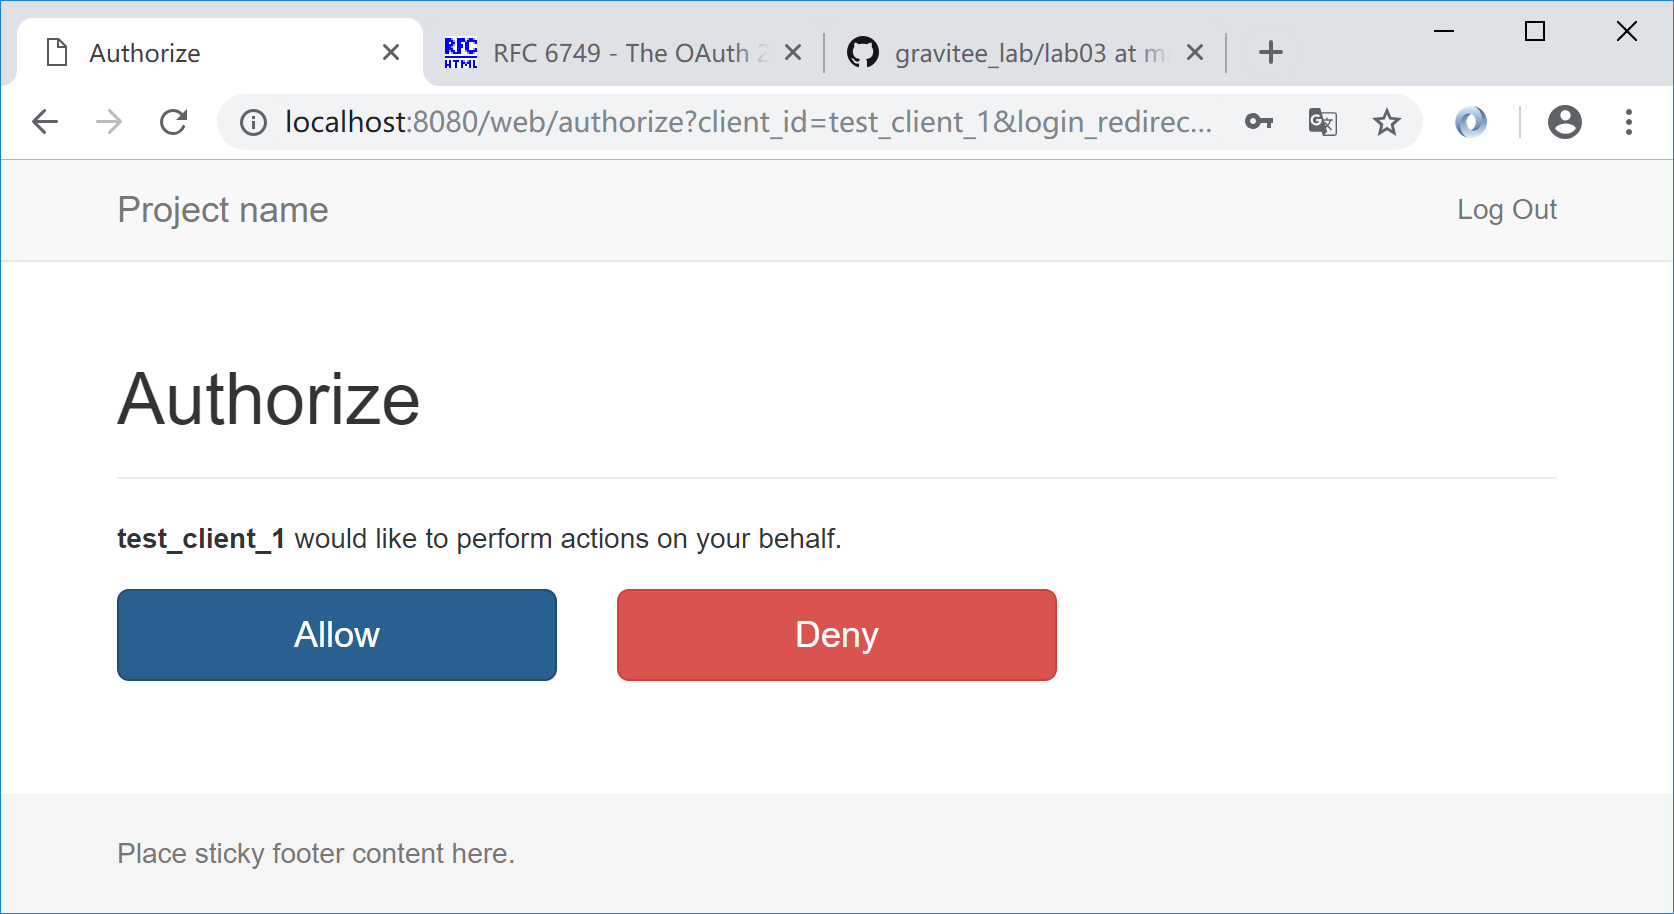 Authorize
RFC HTML
RFC 6749 - The OAuth 2
gravitee_lab/lab03 at ma
localhost:8080/web/authorize?client_id=test_client_1&login_redirec...
Project name
Log Out
Authorize
test_client_1 would like to perform actions on your behalf.
Allow
Deny
Place sticky footer content here.